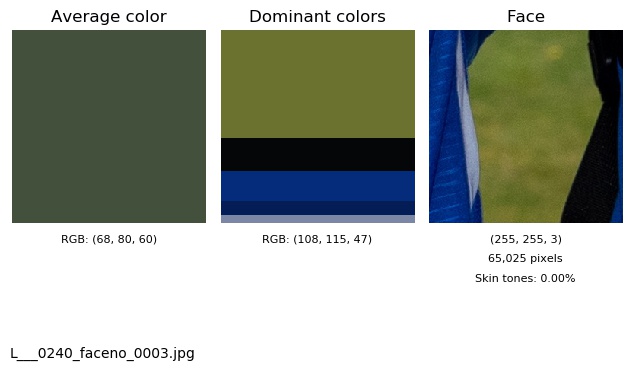 Average color
Dominant colors
Face
RGB: (68, 80, 60)
RGB: (108, 115, 47)
(255, 255, 3)
65,025 pixels
Skin tones: 0.00%
L___0240_faceno_0003.jpg